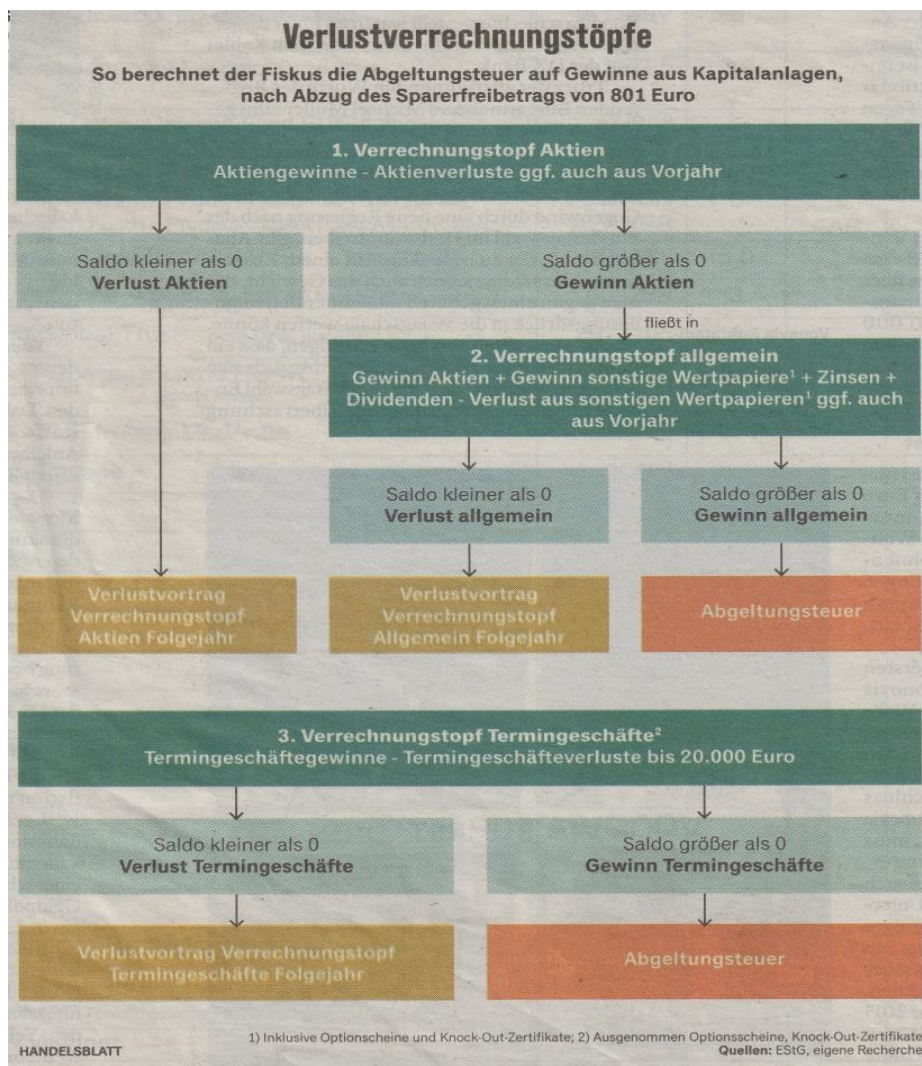 Verlustverrechnungstöpfe
So berechnet der Fiskus die Abgeltungsteuer auf Gewinne aus Kapitalanlagen,
nach Abzug des Sparerfreibetrags von 801 Euro
1. Verrechnungstopf Aktien
Aktiengewinne - Aktienverluste ggf. auch aus Vorjahr
Saldo kleiner als 0
Verlust Aktien
Saldo größer als 0
Gewinn Aktien
fließt in
2. Verrechnungstopf allgemein
Gewinn Aktien + Gewinn sonstige Wertpapiere¹ + Zinsen +
Dividenden - Verlust aus sonstigen Wertpapieren¹ ggf. auch
aus Vorjahr
Saldo kleiner als 0
Verlust allgemein
Saldo größer als 0
Gewinn allgemein
Verlustvortrag
Verrechnungstopf
Aktien Folgejahr
Verlustvortrag
Verrechnungstopf
Allgemein Folgejahr
Abgeltungsteuer
3. Verrechnungstopf Termingeschäfte²
Termingeschäftegewinne - Termingeschäfteverluste bis 20.000 Euro
Saldo kleiner als 0
Verlust Termingeschäfte
Saldo größer als 0
Gewinn Termingeschäfte
Verlustvortrag Verrechnungstopf
Termingeschäfte Folgejahr
Abgeltungsteuer
1) Inklusive Optionscheine und Knock-Out-Zertifikate; 2) Ausgenommen Optionsscheine, Knock-Out-Zertifikate
HANDELSBLATT
Quellen: EStG, eigene Recherche